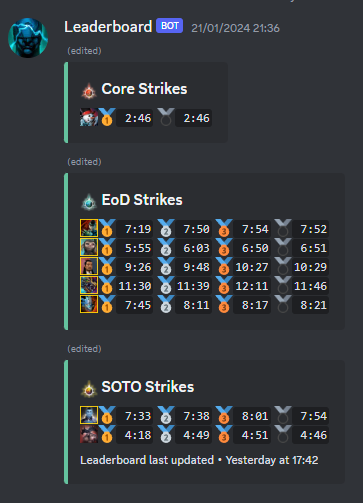 Leaderboard BOT 21/01/2024 21:36
(edited)
Core Strikes
1 2:46 2:46
(edited)
EoD Strikes
1 7:19 2 7:50 3 7:54 7:52
1 5:55 2 6:03 3 6:50 6:51
1 9:26 2 9:48 3 10:27 10:29
1 11:30 2 11:39 3 12:11 11:46
1 7:45 2 8:11 3 8:17 8:21
(edited)
SOTO Strikes
1 7:33 2 7:38 3 8:01 7:54
1 4:18 2 4:49 3 4:51 4:46
Leaderboard last updated • Yesterday at 17:42